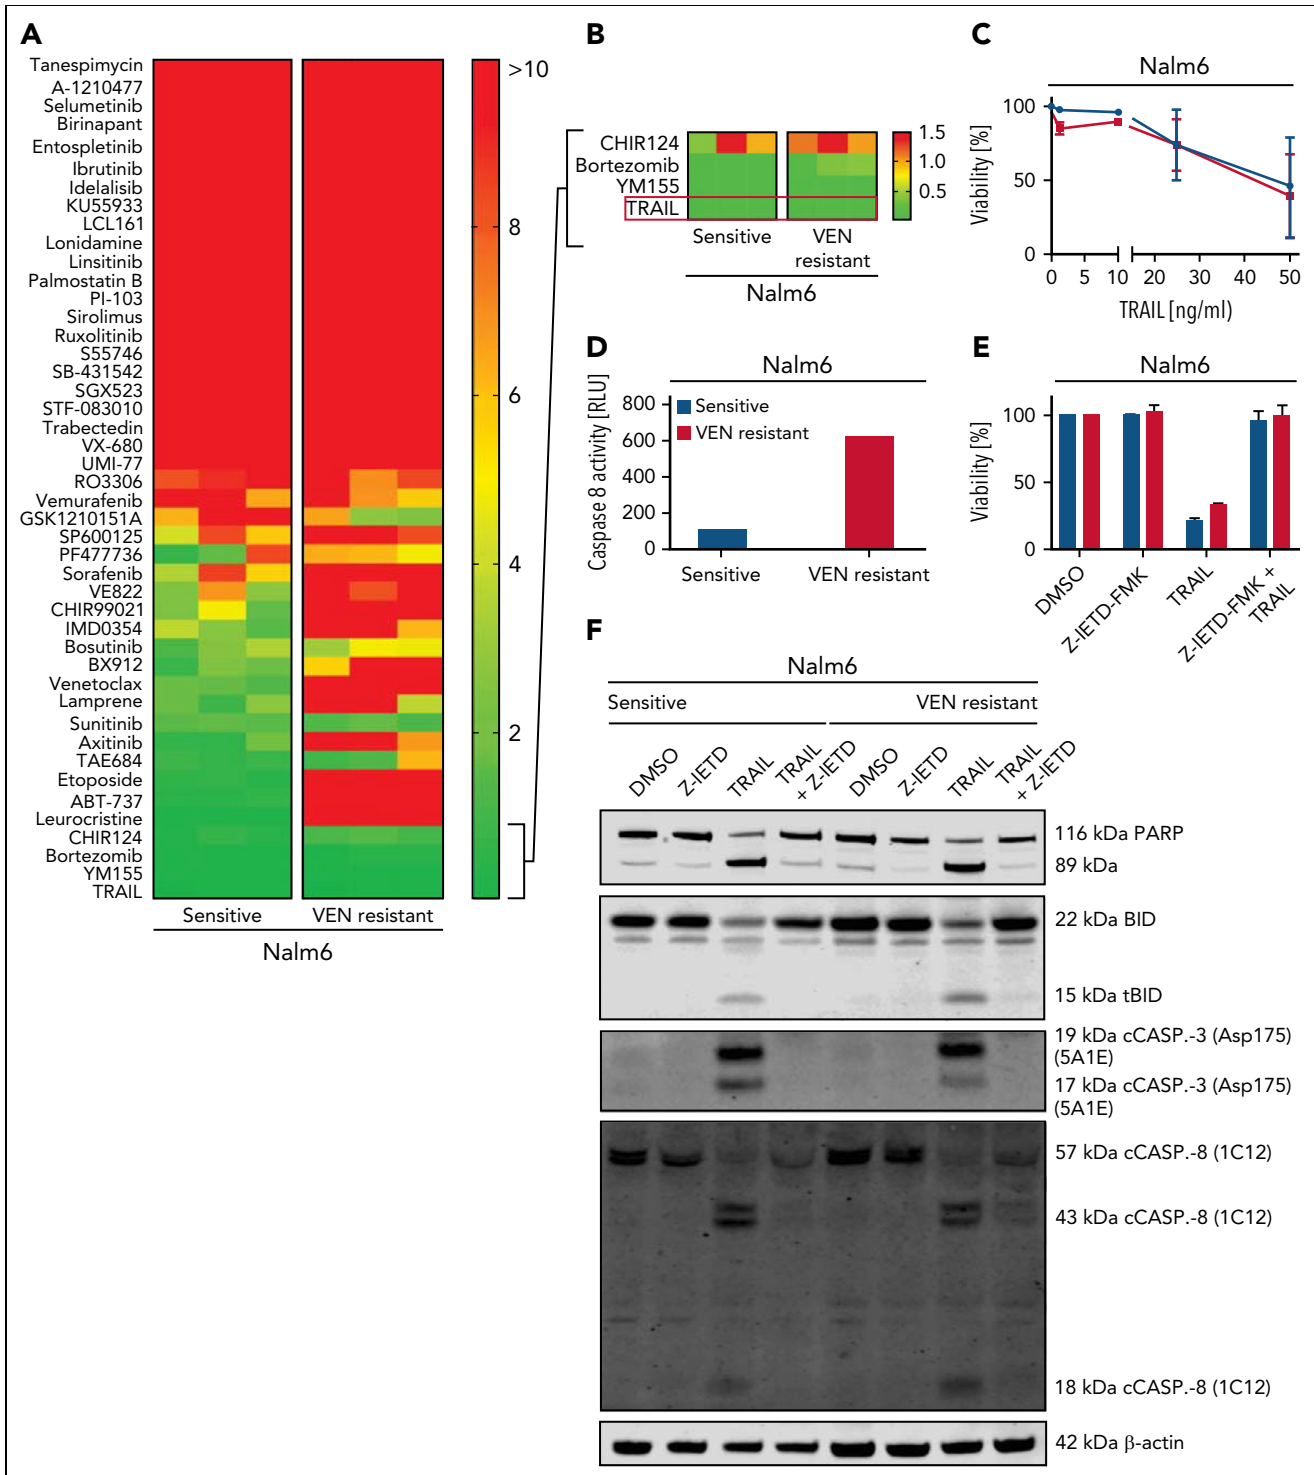 A
Tanespimycin
A-1210477
Selumetinib
Birinapant
Entospletinib
Ibrutinib
Idelalisib
KU55933
LCL161
Lonidamine
Linsitinib
Palmostatin B
PI-103
Sirolimus
Ruxolitinib
S55746
SB-431542
SGX523
STF-083010
Trabectedin
VX-680
UMI-77
RO3306
Vemurafenib
GSK1210151A
SP600125
PF477736
Sorafenib
VE822
CHIR99021
IMD0354
Bosutinib
BX912
Venetoclax
Lamprene
Sunitinib
Axitinib
TAE684
Etoposide
ABT-737
Leurocristine
CHIR124
Bortezomib
YM155
TRAIL
Sensitive
VEN resistant
Nalm6
>10
8
6
4
2
B
CHIR124
Bortezomib
YM155
TRAIL
1.5
1.0
0.5
Sensitive
VEN
resistant
Nalm6
C
Nalm6
Viability [%]
100
50
0
0
5
10
20
30
40
50
TRAIL [ng/ml)
D
Nalm6
Caspase 8 activity [RLU]
800
600
400
200
0
Sensitive
VEN resistant
Sensitive
VEN resistant
E
Nalm6
Viability [%]
100
50
0
DMSO
Z-IETD-FMK
TRAIL
Z-IETD-FMK +
TRAIL
F
Nalm6
Sensitive
VEN resistant
DMSO
Z-IETD
TRAIL
TRAIL
+ Z-IETD
DMSO
Z-IETD
TRAIL
TRAIL
+ Z-IETD
116 kDa PARP
89 kDa
22 kDa BID
15 kDa tBID
19 kDa cCASP.-3 (Asp175)
(5A1E)
17 kDa cCASP.-3 (Asp175)
(5A1E)
57 kDa cCASP.-8 (1C12)
43 kDa cCASP.-8 (1C12)
18 kDa cCASP.-8 (1C12)
42 kDa β-actin